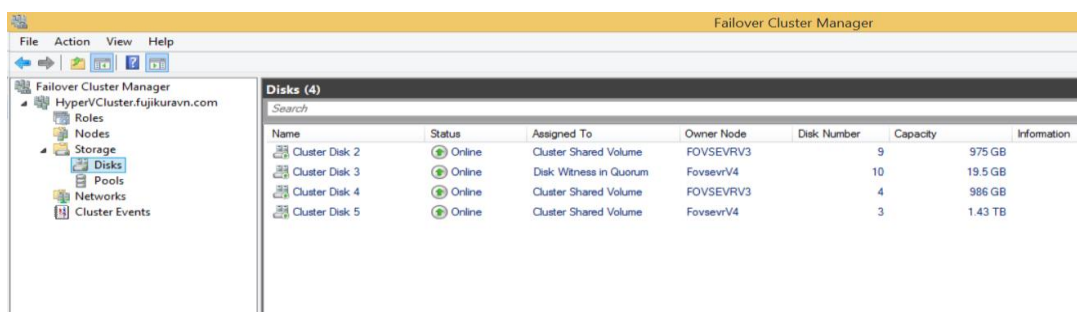 Failover Cluster Manager
File Action View Help
Failover Cluster Manager
HyperVCluster.fujikuravn.com
Roles
Nodes
Storage
Disks
Pools
Networks
Cluster Events
Disks (4)
Search
Name Status Assigned To Owner Node Disk Number Capacity Information
Cluster Disk 2 Online Cluster Shared Volume FOVSEVRV3 9 975 GB
Cluster Disk 3 Online Disk Witness in Quorum FovsevrV4 10 19.5 GB
Cluster Disk 4 Online Cluster Shared Volume FOVSEVRV3 4 986 GB
Cluster Disk 5 Online Cluster Shared Volume FovsevrV4 3 1.43 TB